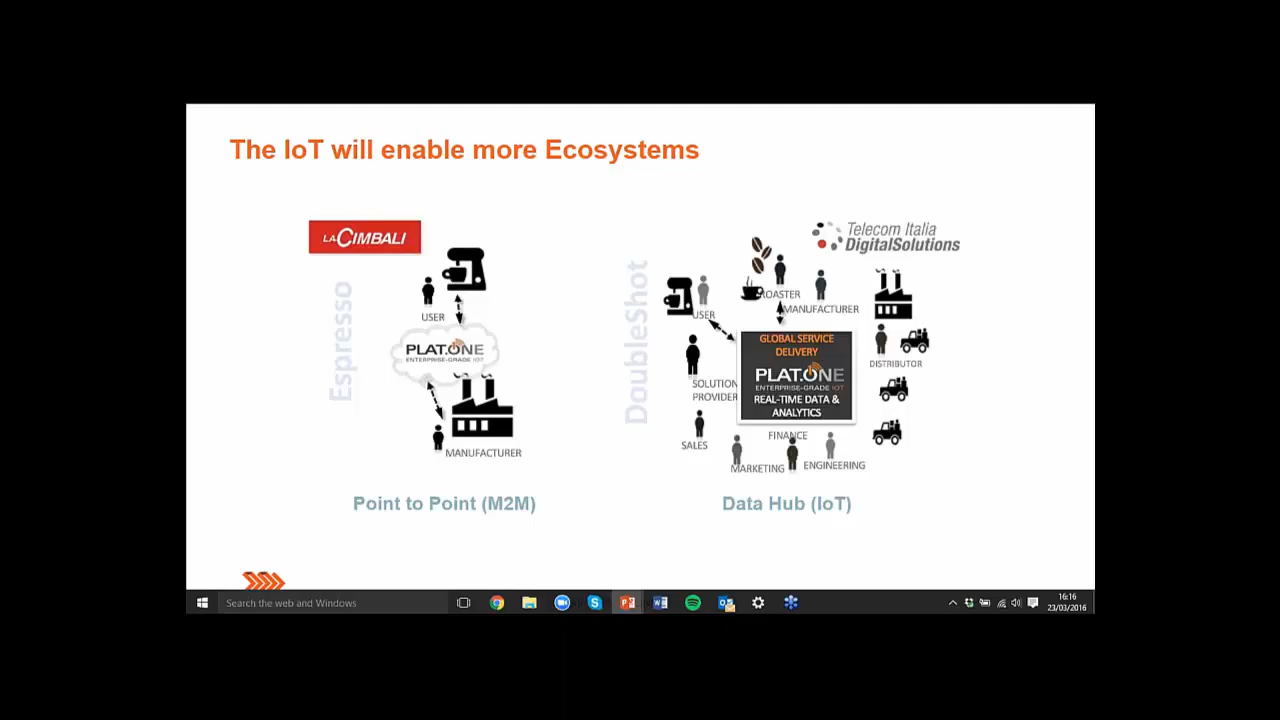 The IoT will enable more Ecosystems
LACIMBALI
Espresso
USER
PLAT.ONE
ENTERPRISE-GRADE IOT
MANUFACTURER
Point to Point (M2M)
Telecom Italia
DigitalSolutions
DoubleShot
USER
ROASTER
MANUFACTURER
DISTRIBUTOR
SOLUTION
PROVIDER
SALES
MARKETING
FINANCE
ENGINEERING
GLOBAL SERVICE
DELIVERY
PLAT.ONE
ENTERPRISE-GRADE IOT
REAL-TIME DATA &
ANALYTICS
Data Hub (IoT)
Search the web and Windows
16:16
23/03/2016